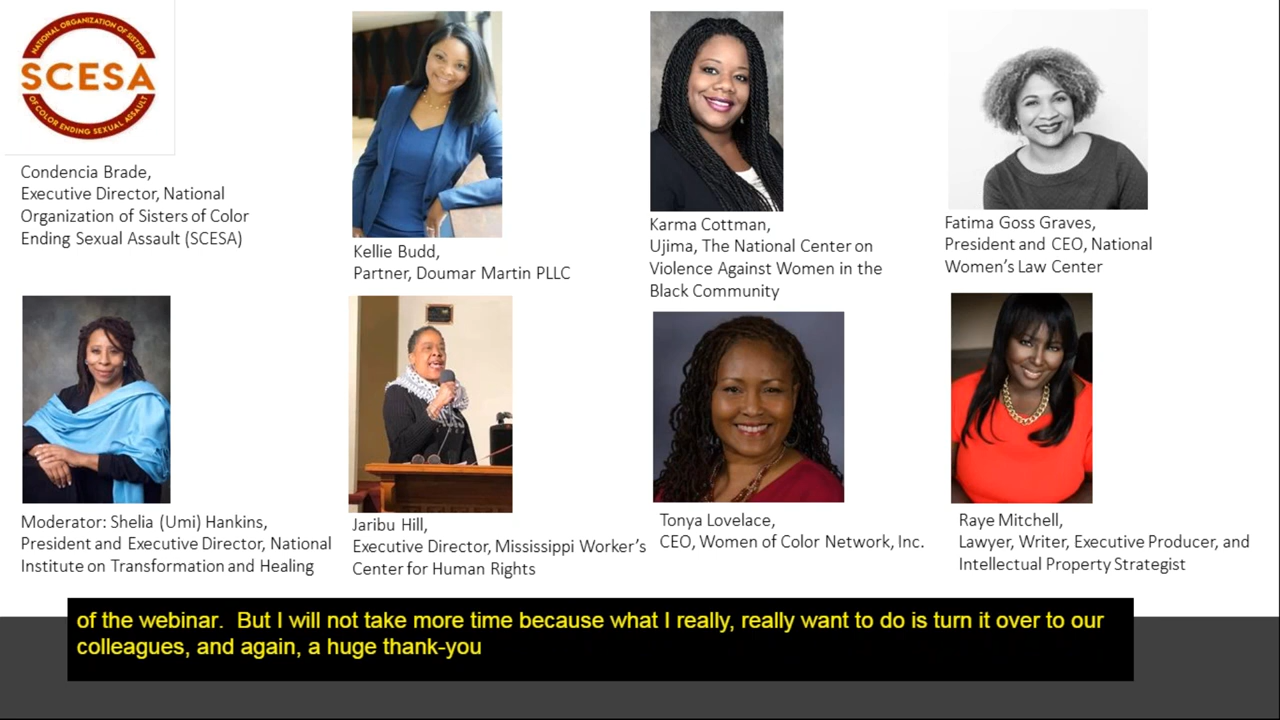 NATIONAL ORGANIZATION OF SISTERS
SCESA
OF COLOR ENDING SEXUAL ASSAULT
Condencia Brade,
Executive Director, National
Organization of Sisters of Color
Ending Sexual Assault (SCESA)
Kellie Budd,
Partner, Doumar Martin PLLC
Karma Cottman,
Ujima, The National Center on
Violence Against Women in the
Black Community
Fatima Goss Graves,
President and CEO, National
Women's Law Center
Moderator: Shelia (Umi) Hankins,
President and Executive Director, National
Institute on Transformation and Healing
Jaribu Hill,
Executive Director, Mississippi Worker's
Center for Human Rights
Tonya Lovelace,
CEO, Women of Color Network, Inc.
Raye Mitchell,
Lawyer, Writer, Executive Producer, and
Intellectual Property Strategist
of the webinar.  But I will not take more time because what I really, really want to do is turn it over to our
colleagues, and again, a huge thank-you